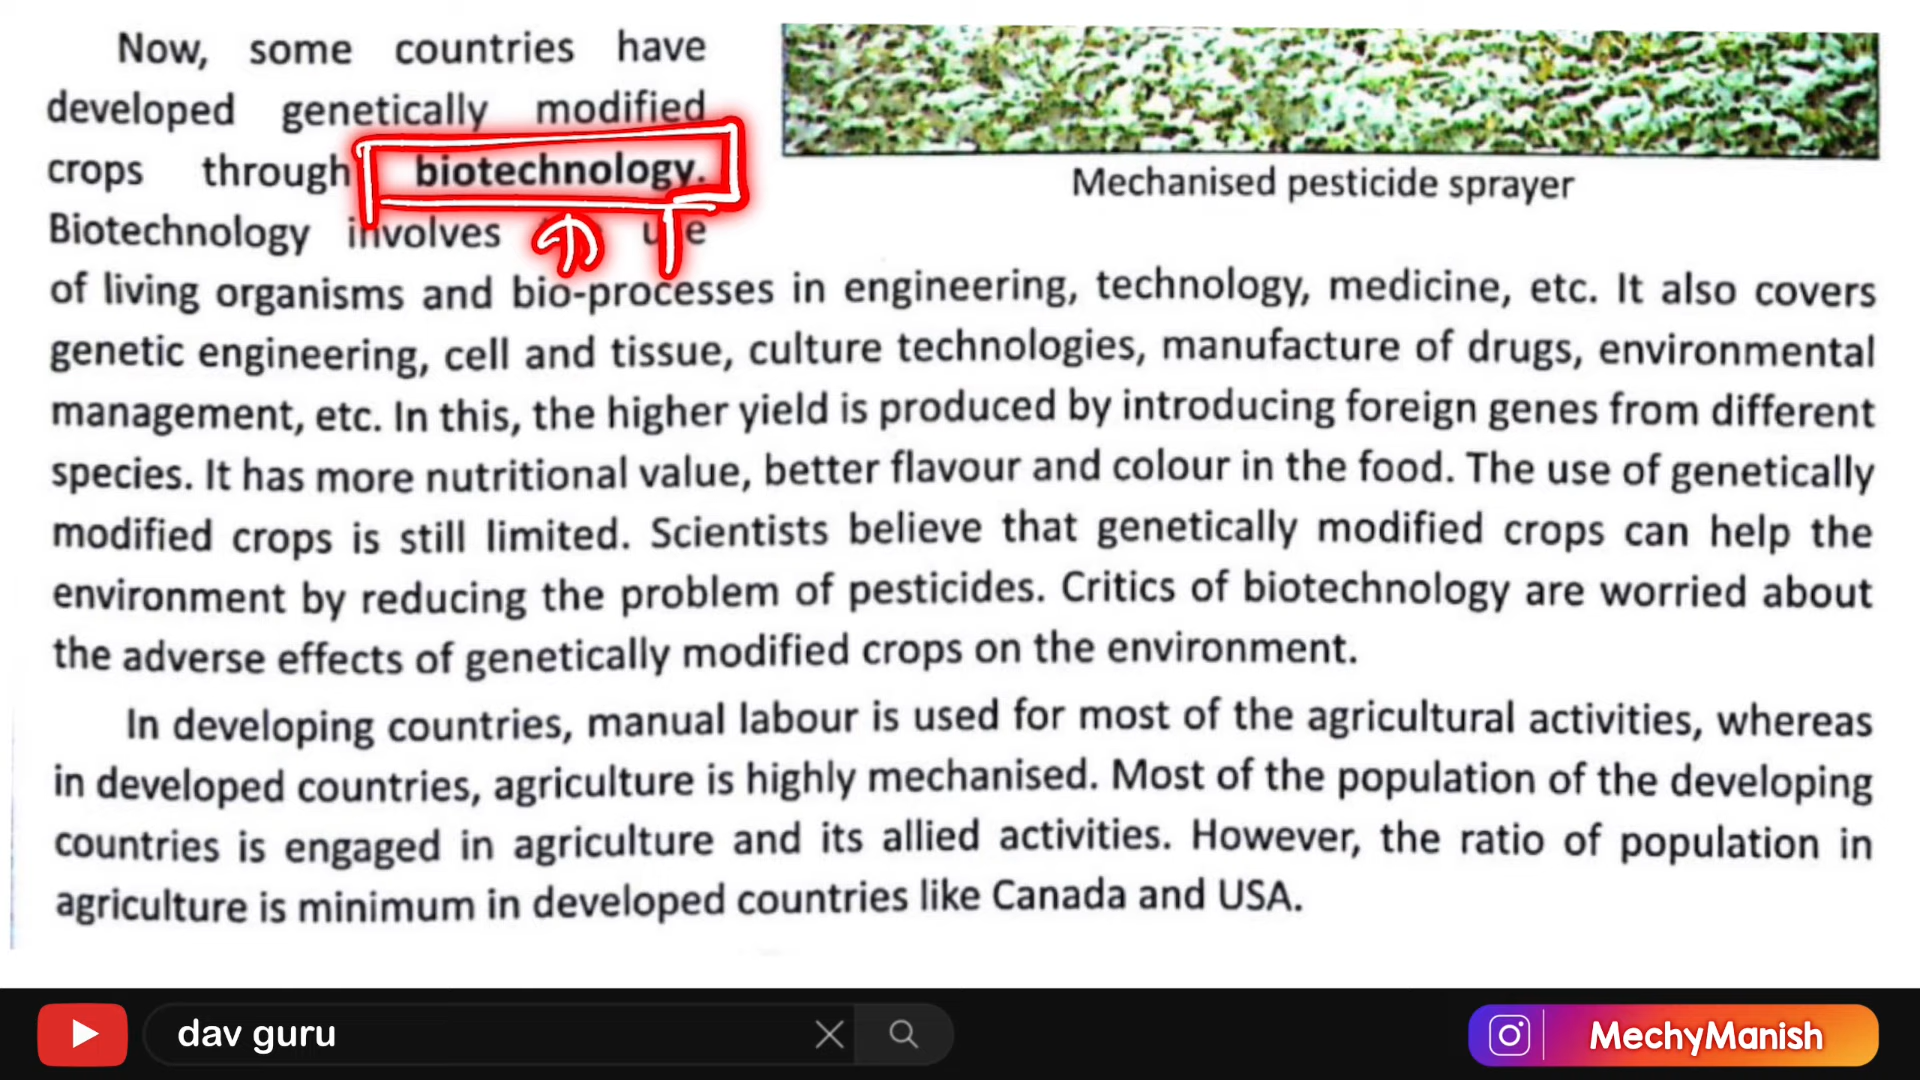 Now, some countries have
developed genetically modified
crops through biotechnology.
Biotechnology involves
of living organisms and bio-processes in engineering, technology, medicine, etc. It also covers
genetic engineering, cell and tissue, culture technologies, manufacture of drugs, environmental
management, etc. In this, the higher yield is produced by introducing foreign genes from different
species. It has more nutritional value, better flavour and colour in the food. The use of genetically
modified crops is still limited. Scientists believe that genetically modified crops can help the
environment by reducing the problem of pesticides. Critics of biotechnology are worried about
the adverse effects of genetically modified crops on the environment.
In developing countries, manual labour is used for most of the agricultural activities, whereas
in developed countries, agriculture is highly mechanised. Most of the population of the developing
countries is engaged in agriculture and its allied activities. However, the ratio of population in
agriculture is minimum in developed countries like Canada and USA.
Mechanised pesticide sprayer
dav guru
MechyManish